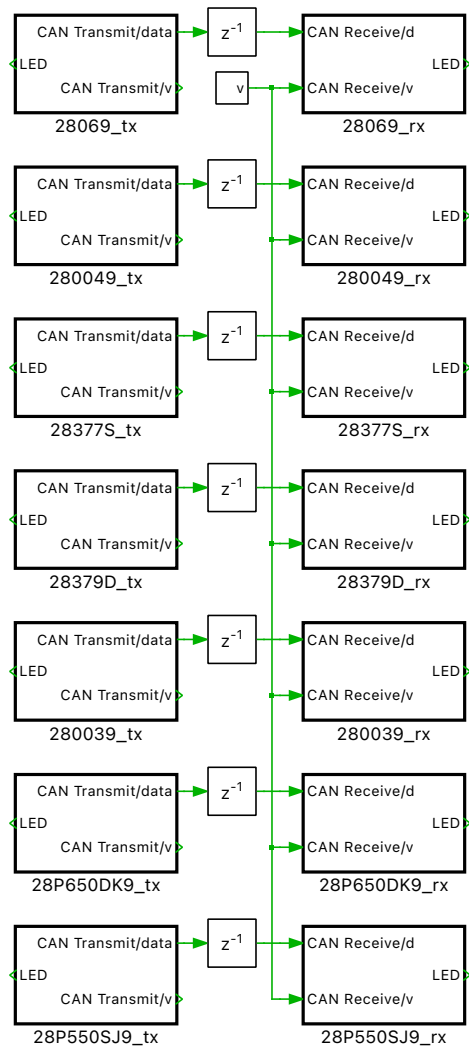 CAN Transmit/data z-1 CAN Receive/d
LED LED
CAN Transmit/v v CAN Receive/v
28069_tx 28069_rx
CAN Transmit/data z-1 CAN Receive/d
LED LED
CAN Transmit/v CAN Receive/v
280049_tx 280049_rx
CAN Transmit/data z-1 CAN Receive/d
LED LED
CAN Transmit/v CAN Receive/v
28377S_tx 28377S_rx
CAN Transmit/data z-1 CAN Receive/d
LED LED
CAN Transmit/v CAN Receive/v
28379D_tx 28379D_rx
CAN Transmit/data z-1 CAN Receive/d
LED LED
CAN Transmit/v CAN Receive/v
280039_tx 280039_rx
CAN Transmit/data z-1 CAN Receive/d
LED LED
CAN Transmit/v CAN Receive/v
28P650DK9_tx 28P650DK9_rx
CAN Transmit/data z-1 CAN Receive/d
LED LED
CAN Transmit/v CAN Receive/v
28P550SJ9_tx 28P550SJ9_rx